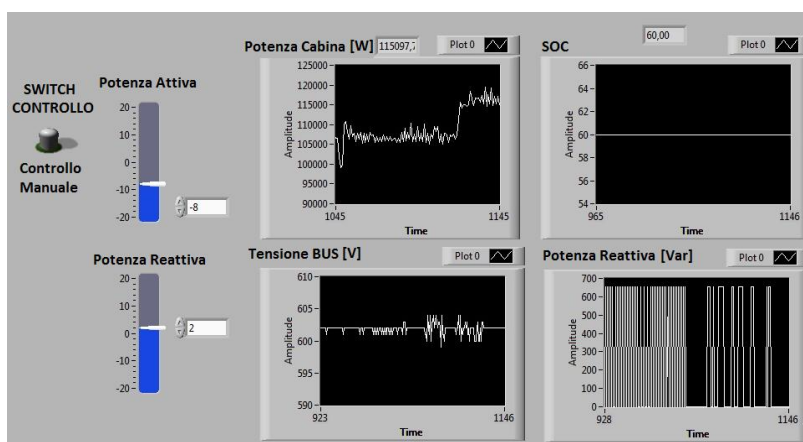 SWITCH
CONTROLLO
Controllo
Manuale
Potenza Attiva
20
10
0
-10
-20
-8
Potenza Reattiva
20
10
0
-10
-20
2
Potenza Cabina [W]
115097,
Plot 0
Amplitude
125000
120000
115000
110000
105000
100000
95000
90000
1045
1145
Time
SOC
60,00
Plot 0
Amplitude
66
64
62
60
58
56
54
965
1146
Time
Tensione BUS [V]
Plot 0
Amplitude
610
605
600
595
590
923
1146
Time
Potenza Reattiva [Var]
Plot 0
Amplitude
700
600
500
400
300
200
100
0
928
1146
Time